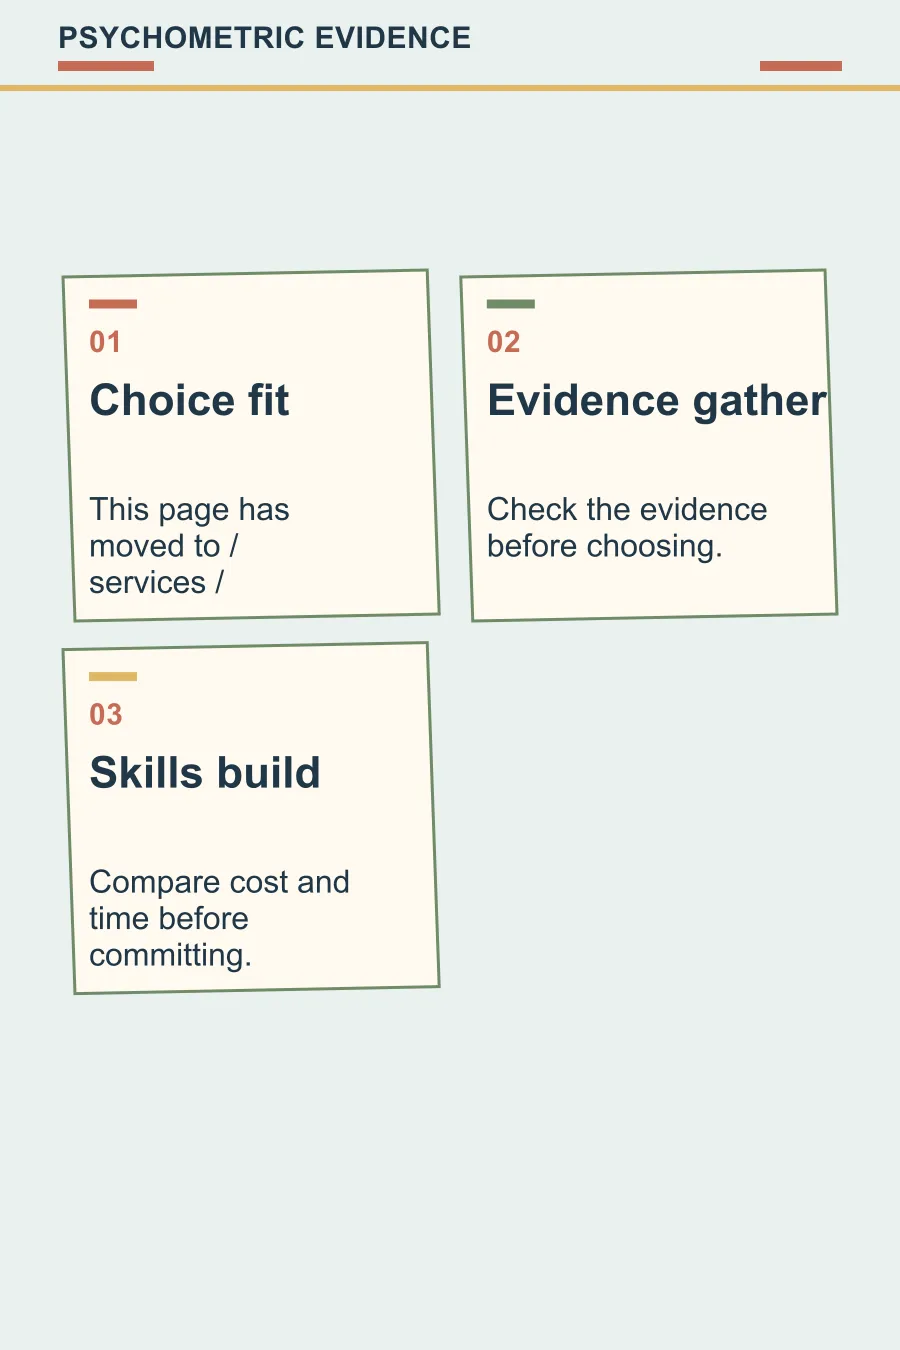 PSYCHOMETRIC EVIDENCE
01
Choice fit
This page has
moved to /
services /
02
Evidence gather
Check the evidence
before choosing.
03
Skills build
Compare cost and
time before
committing.